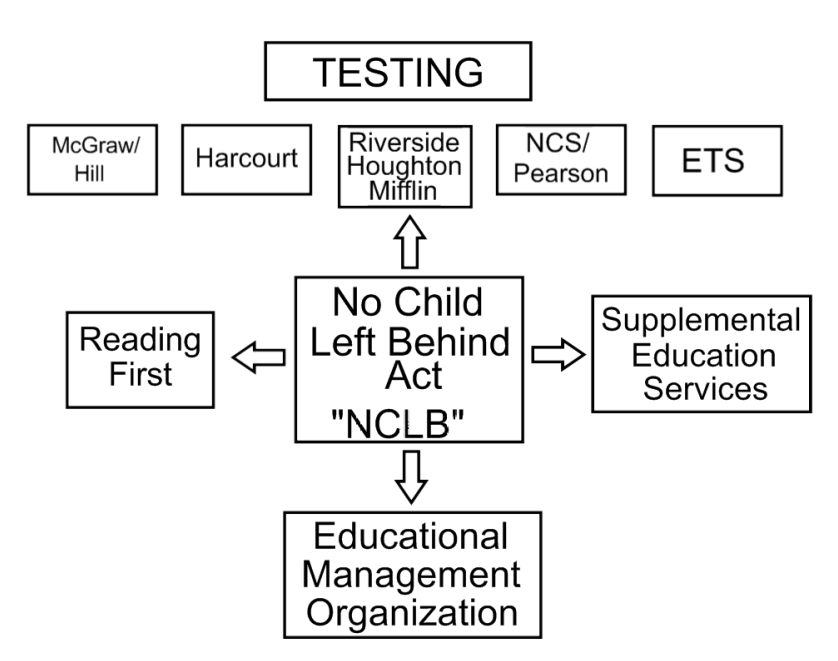 TESTING
McGraw/
Hill
Harcourt
Riverside
Houghton
Mifflin
NCS/
Pearson
ETS
No Child
Left Behind
Act
"NCLB"
Reading
First
Supplemental
Education
Services
Educational
Management
Organization